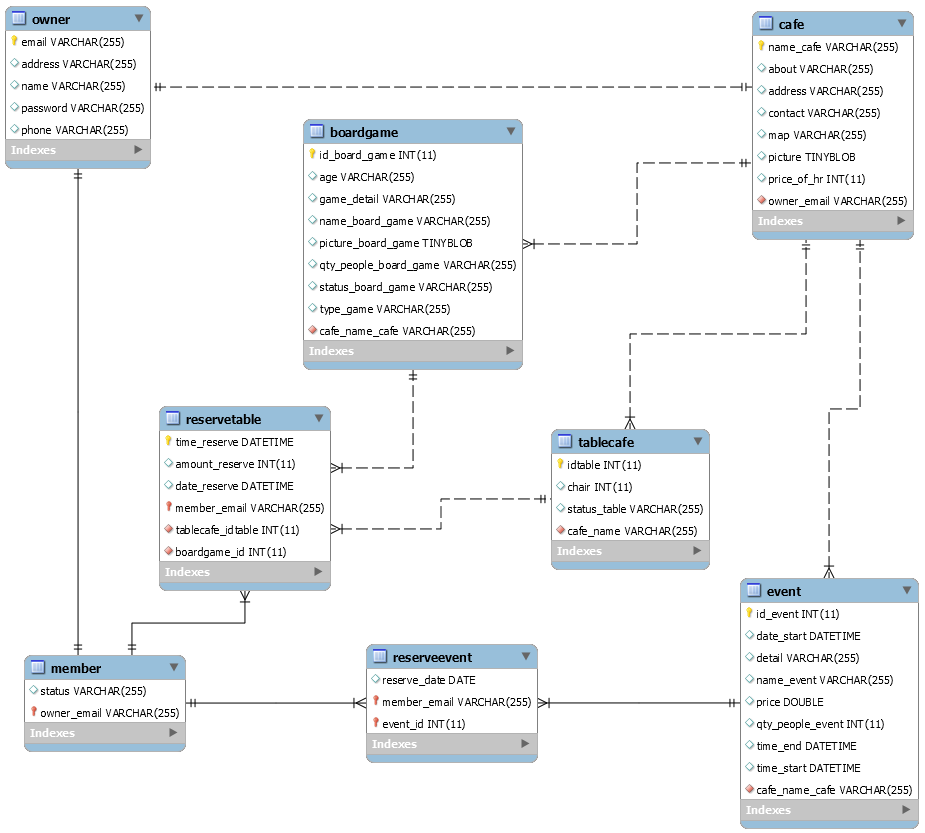 owner
email VARCHAR(255)
address VARCHAR(255)
name VARCHAR(255)
password VARCHAR(255)
phone VARCHAR(255)
Indexes
cafe
name_cafe VARCHAR(255)
about VARCHAR(255)
address VARCHAR(255)
contact VARCHAR(255)
map VARCHAR(255)
picture TINYBLOB
price_of_hr INT(11)
owner_email VARCHAR(255)
Indexes
boardgame
id_board_game INT(11)
age VARCHAR(255)
game_detail VARCHAR(255)
name_board_game VARCHAR(255)
picture_board_game TINYBLOB
qty_people_board_game VARCHAR(255)
status_board_game VARCHAR(255)
type_game VARCHAR(255)
cafe_name_cafe VARCHAR(255)
Indexes
reservetable
time_reserve DATETIME
amount_reserve INT(11)
date_reserve DATETIME
member_email VARCHAR(255)
tablecafe_idtable INT(11)
boardgame_id INT(11)
Indexes
tablecafe
idtable INT(11)
chair INT(11)
status_table VARCHAR(255)
cafe_name VARCHAR(255)
Indexes
event
id_event INT(11)
date_start DATETIME
detail VARCHAR(255)
name_event VARCHAR(255)
price DOUBLE
qty_people_event INT(11)
time_end DATETIME
time_start DATETIME
cafe_name_cafe VARCHAR(255)
Indexes
member
status VARCHAR(255)
owner_email VARCHAR(255)
Indexes
reserveevent
reserve_date DATE
member_email VARCHAR(255)
event_id INT(11)
Indexes